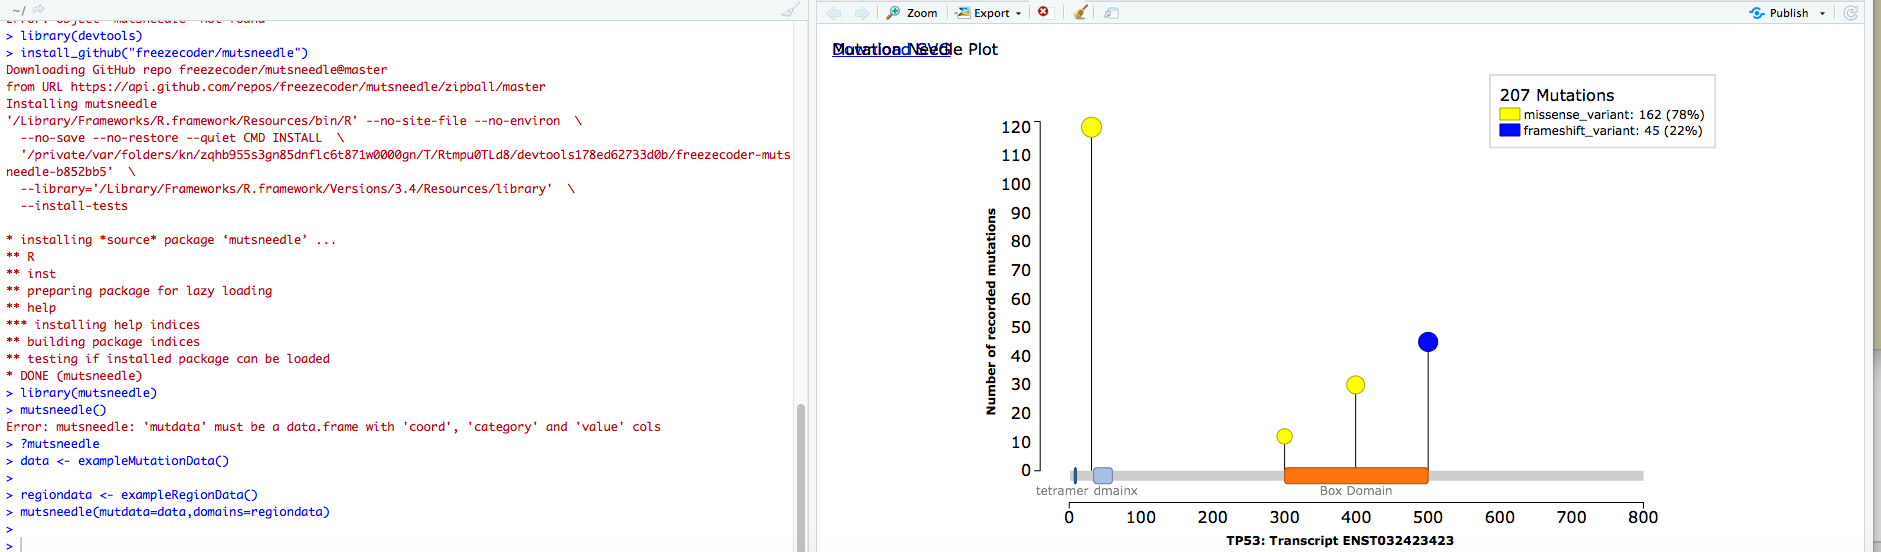 ~/
Error: object 'mutsneedle' not found
> library(devtools)
> install_github("freezecoder/mutsneedle")
Downloading GitHub repo freezecoder/mutsneedle@master
from URL https://api.github.com/repos/freezecoder/mutsneedle/zipball/master
Installing mutsneedle
'/Library/Frameworks/R.framework/Resources/bin/R' --no-site-file --no-environ  \
--no-save --no-restore --quiet CMD INSTALL  \
'/private/var/folders/kn/zqhb955s3gn85dnflc6t871w0000gn/T/Rtmpu0TLd8/devtools178ed62733d0b/freezecoder-muts
needle-b852bb5'  \
--library='/Library/Frameworks/R.framework/Versions/3.4/Resources/library'  \
--install-tests
* installing *source* package ‘mutsneedle’ ...
** R
** inst
** preparing package for lazy loading
** help
*** installing help indices
** building package indices
** testing if installed package can be loaded
* DONE (mutsneedle)
> library(mutsneedle)
> mutsneedle()
Error: mutsneedle: 'mutdata' must be a data.frame with 'coord', 'category' and 'value' cols
> ?mutsneedle
> data <- exampleMutationData()
>
> regiondata <- exampleRegionData()
> mutsneedle(mutdata=data,domains=regiondata)
>
>
Zoom Export Publish
Download SVG
Mutation Needle Plot
207 Mutations
missense_variant: 162 (78%)
frameshift_variant: 45 (22%)
Number of recorded mutations
120
110
100
90
80
70
60
50
40
30
20
10
0
tetramer dmainx Box Domain
0 100 200 300 400 500 600 700 800
TP53: Transcript ENST032423423